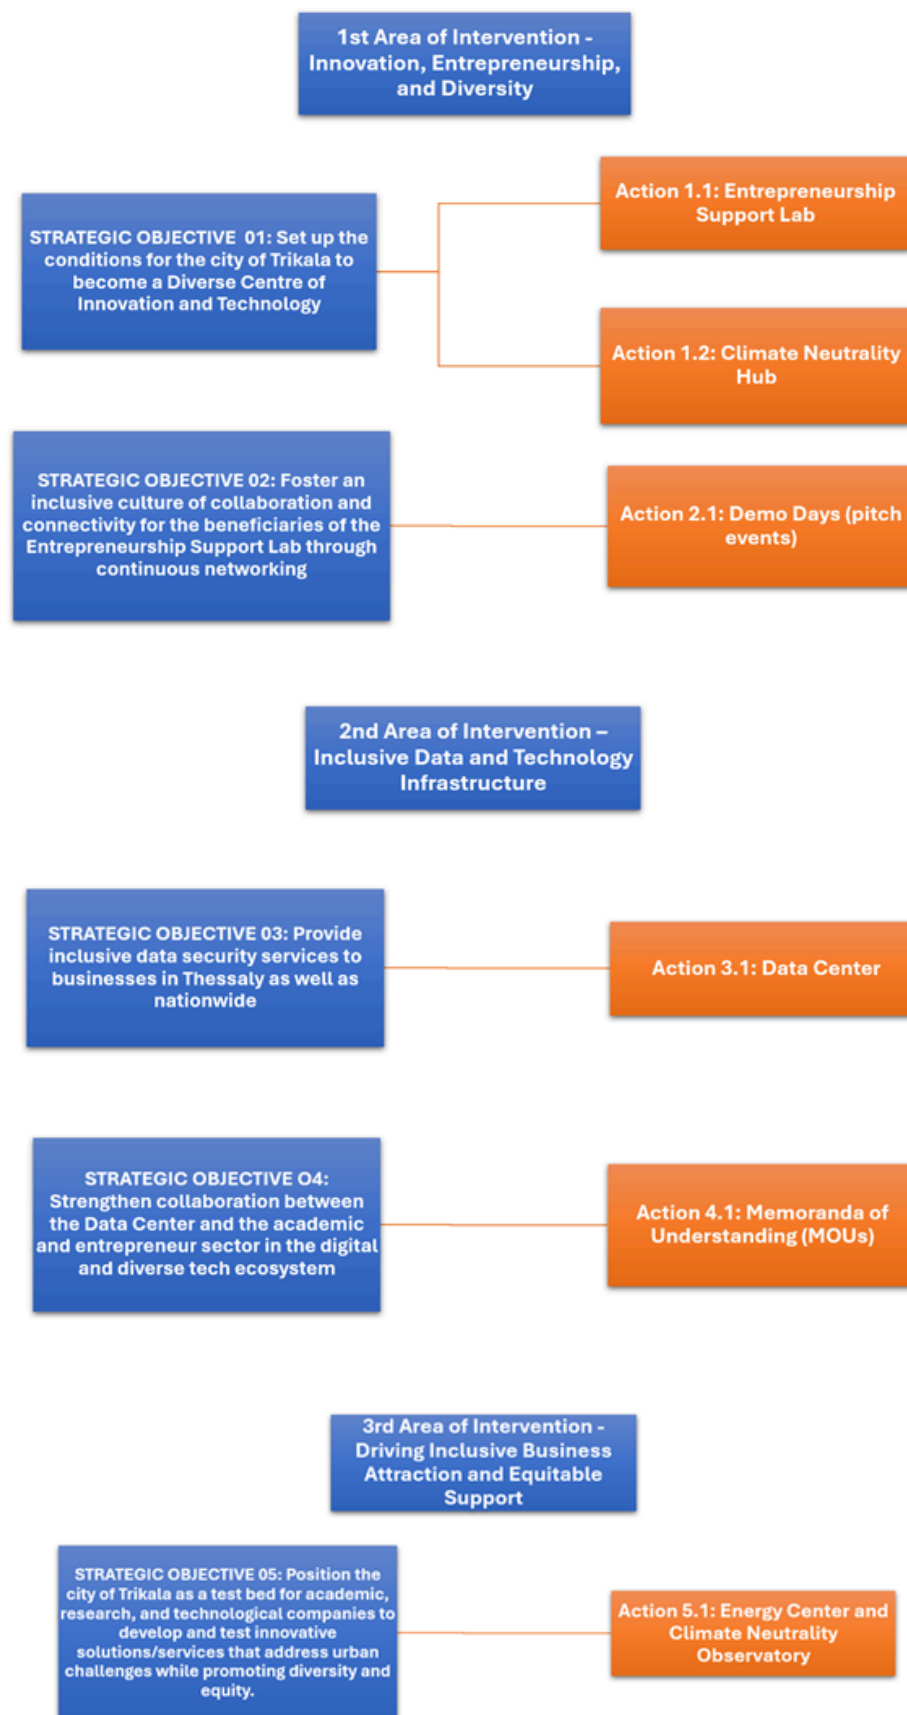 1st Area of Intervention -
Innovation, Entrepreneurship,
and Diversity
STRATEGIC OBJECTIVE 01: Set up the
conditions for the city of Trikala to
become a Diverse Centre of
Innovation and Technology
Action 1.1: Entrepreneurship
Support Lab
Action 1.2: Climate Neutrality
Hub
STRATEGIC OBJECTIVE 02: Foster an
inclusive culture of collaboration and
connectivity for the beneficiaries of the
Entrepreneurship Support Lab through
continuous networking
Action 2.1: Demo Days (pitch
events)
2nd Area of Intervention –
Inclusive Data and Technology
Infrastructure
STRATEGIC OBJECTIVE 03: Provide
inclusive data security services to
businesses in Thessaly as well as
nationwide
Action 3.1: Data Center
STRATEGIC OBJECTIVE O4:
Strengthen collaboration between
the Data Center and the academic
and entrepreneur sector in the digital
and diverse tech ecosystem
Action 4.1: Memoranda of
Understanding (MOUs)
3rd Area of Intervention -
Driving Inclusive Business
Attraction and Equitable
Support
STRATEGIC OBJECTIVE 05: Position the
city of Trikala as a test bed for academic,
research, and technological companies to
develop and test innovative
solutions/services that address urban
challenges while promoting diversity and
equity.
Action 5.1: Energy Center and
Climate Neutrality
Observatory